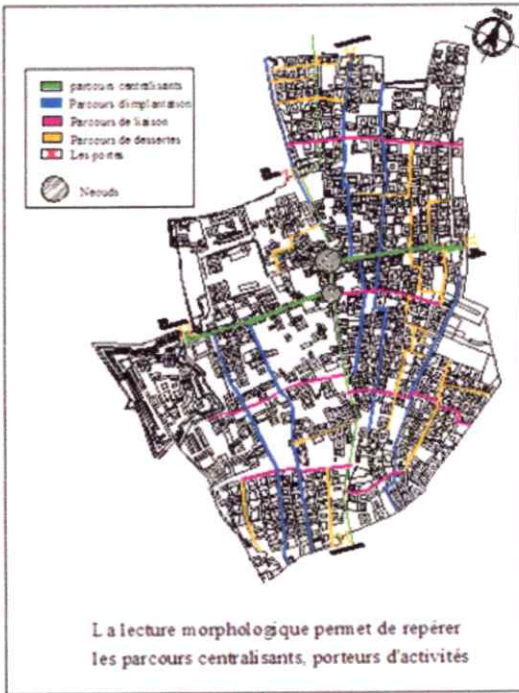 parcours centralisants
Parcours d'implantation
Parcours de liaison
Parcours de dessertes
Les portes
Neouds
La lecture morphologique permet de repérer
les parcours centralisants, porteurs d'activités